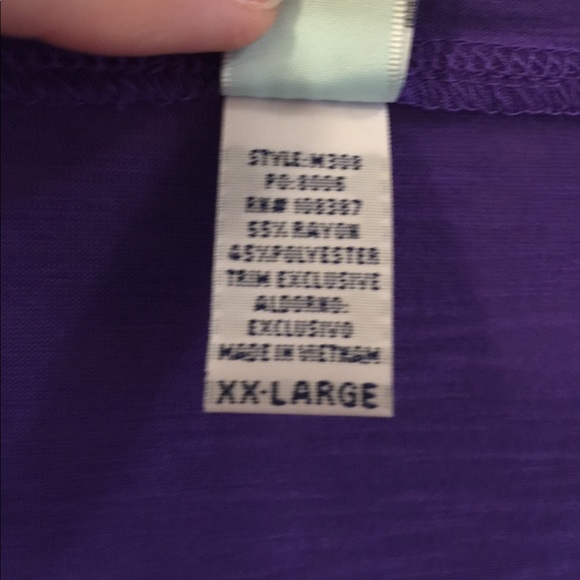 STYLE:M308
PO:8006
RN# 108387
55% RAYON
45%POLYESTER
TRIM EXCLUSIVE
ADORNO:
EXCLUSIVO
MADE IN VIETNAM
XX-LARGE